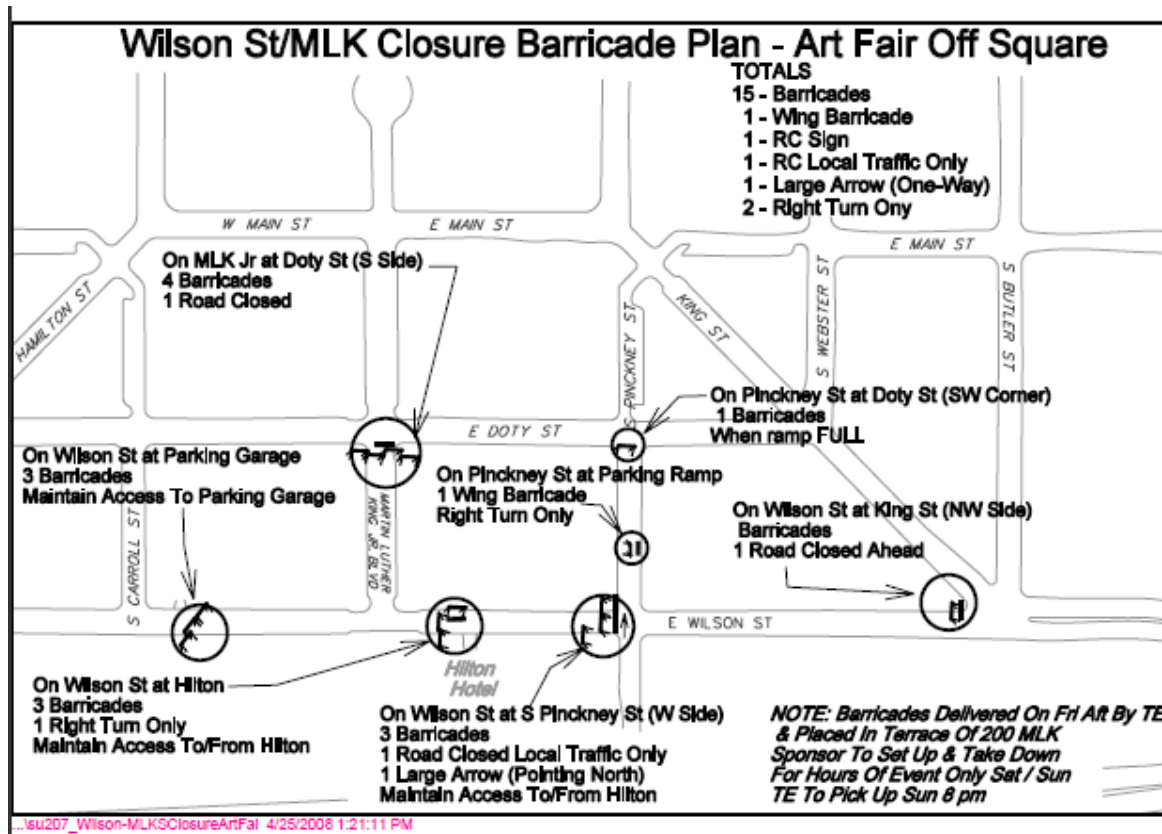 Wilson St/MLK Closure Barricade Plan - Art Fair Off Square
TOTALS
15 - Barricades
1 - Wing Barricade
1 - RC Sign
1 - RC Local Traffic Only
1 - Large Arrow (One-Way)
2 - Right Turn Ony
W MAIN ST
E MAIN ST
E MAIN ST
HAMILTON ST
On MLK Jr at Doty St (S Side)
4 Barricades
1 Road Closed
KING ST
S WEBSTER ST
S BUTLER ST
S PINCKNEY ST
On Pinckney St at Doty St (SW Corner)
1 Barricades
When ramp FULL
E DOTY ST
On Wilson St at Parking Garage
3 Barricades
Maintain Access To Parking Garage
On Pinckney St at Parking Ramp
1 Wing Barricade
Right Turn Only
On Wilson St at King St (NW Side)
Barricades
1 Road Closed Ahead
S CARROLL ST
MARTIN LUTHER
KING JR. BLVD
E WILSON ST
Hilton
Hotel
On Wilson St at Hilton
3 Barricades
1 Right Turn Only
Maintain Access To/From Hilton
On Wilson St at S Pinckney St (W Side)
3 Barricades
1 Road Closed Local Traffic Only
1 Large Arrow (Pointing North)
Maintain Access To/From Hilton
NOTE: Barricades Delivered On Fri Aft By TE
& Placed In Terrace Of 200 MLK
Sponsor To Set Up & Take Down
For Hours Of Event Only Sat / Sun
TE To Pick Up Sun 8 pm
...\su207_Wilson-MLKSClosureArtFai 4/25/2008 1:21:11 PM